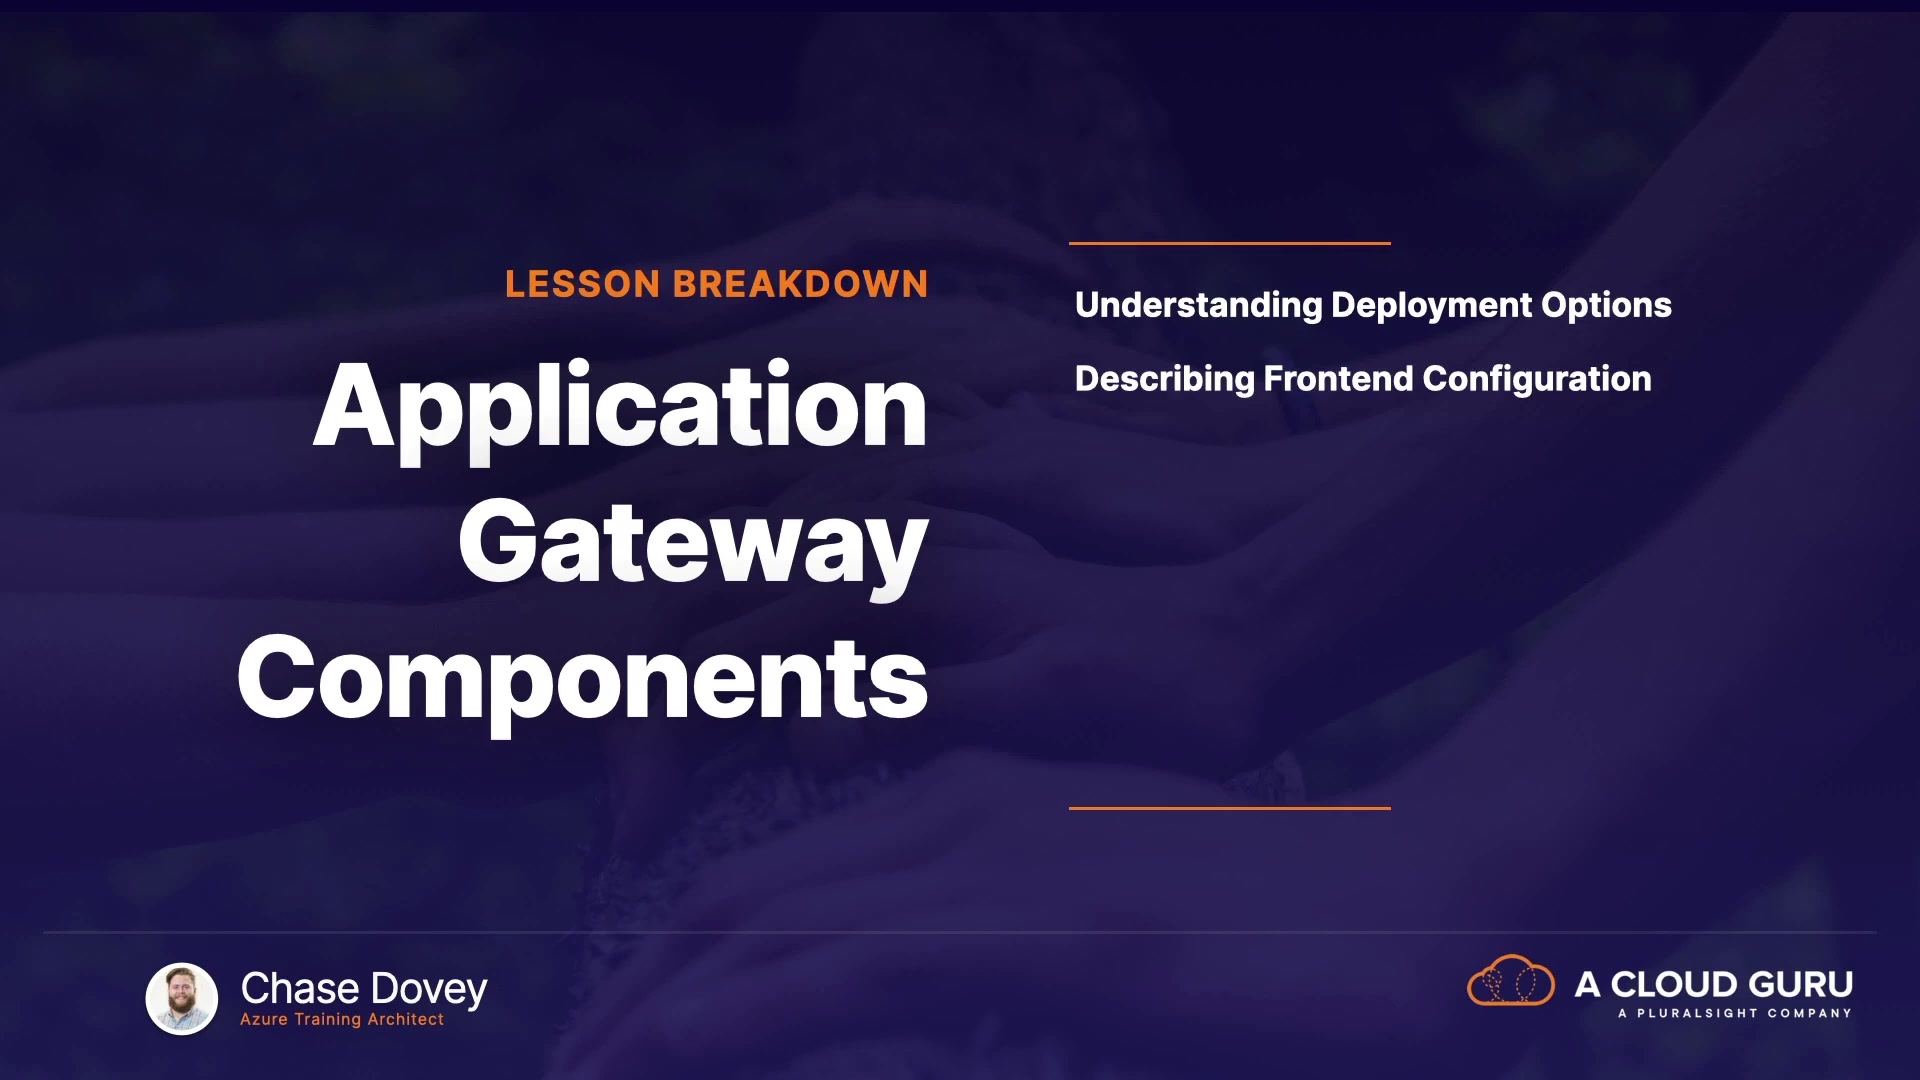 LESSON BREAKDOWN
Application
Gateway
Components
Understanding Deployment Options
Describing Frontend Configuration
Chase Dovey
Azure Training Architect
A CLOUD GURU
A PLURALSIGHT COMPANY